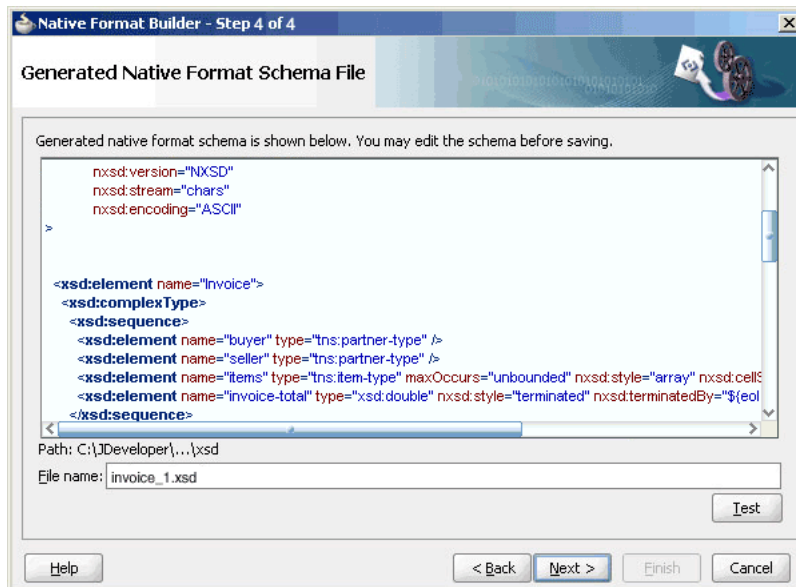 Native Format Builder - Step 4 of 4
Generated Native Format Schema File
Generated native format schema is shown below. You may edit the schema before saving.
nxsd:version="NXSD"
nxsd:stream="chars"
nxsd:encoding="ASCII"
>
<xsd:element name="Invoice">
<xsd:complexType>
<xsd:sequence>
<xsd:element name="buyer" type="tns:partner-type" />
<xsd:element name="seller" type="tns:partner-type" />
<xsd:element name="items" type="tns:item-type" maxOccurs="unbounded" nxsd:style="array" nxsd:cellS
<xsd:element name="invoice-total" type="xsd:double" nxsd:style="terminated" nxsd:terminatedBy="${eol
</xsd:sequence>
Path: C:\JDeveloper\...\xsd
File name: invoice_1.xsd
Test
Help < Back Next > Finish Cancel